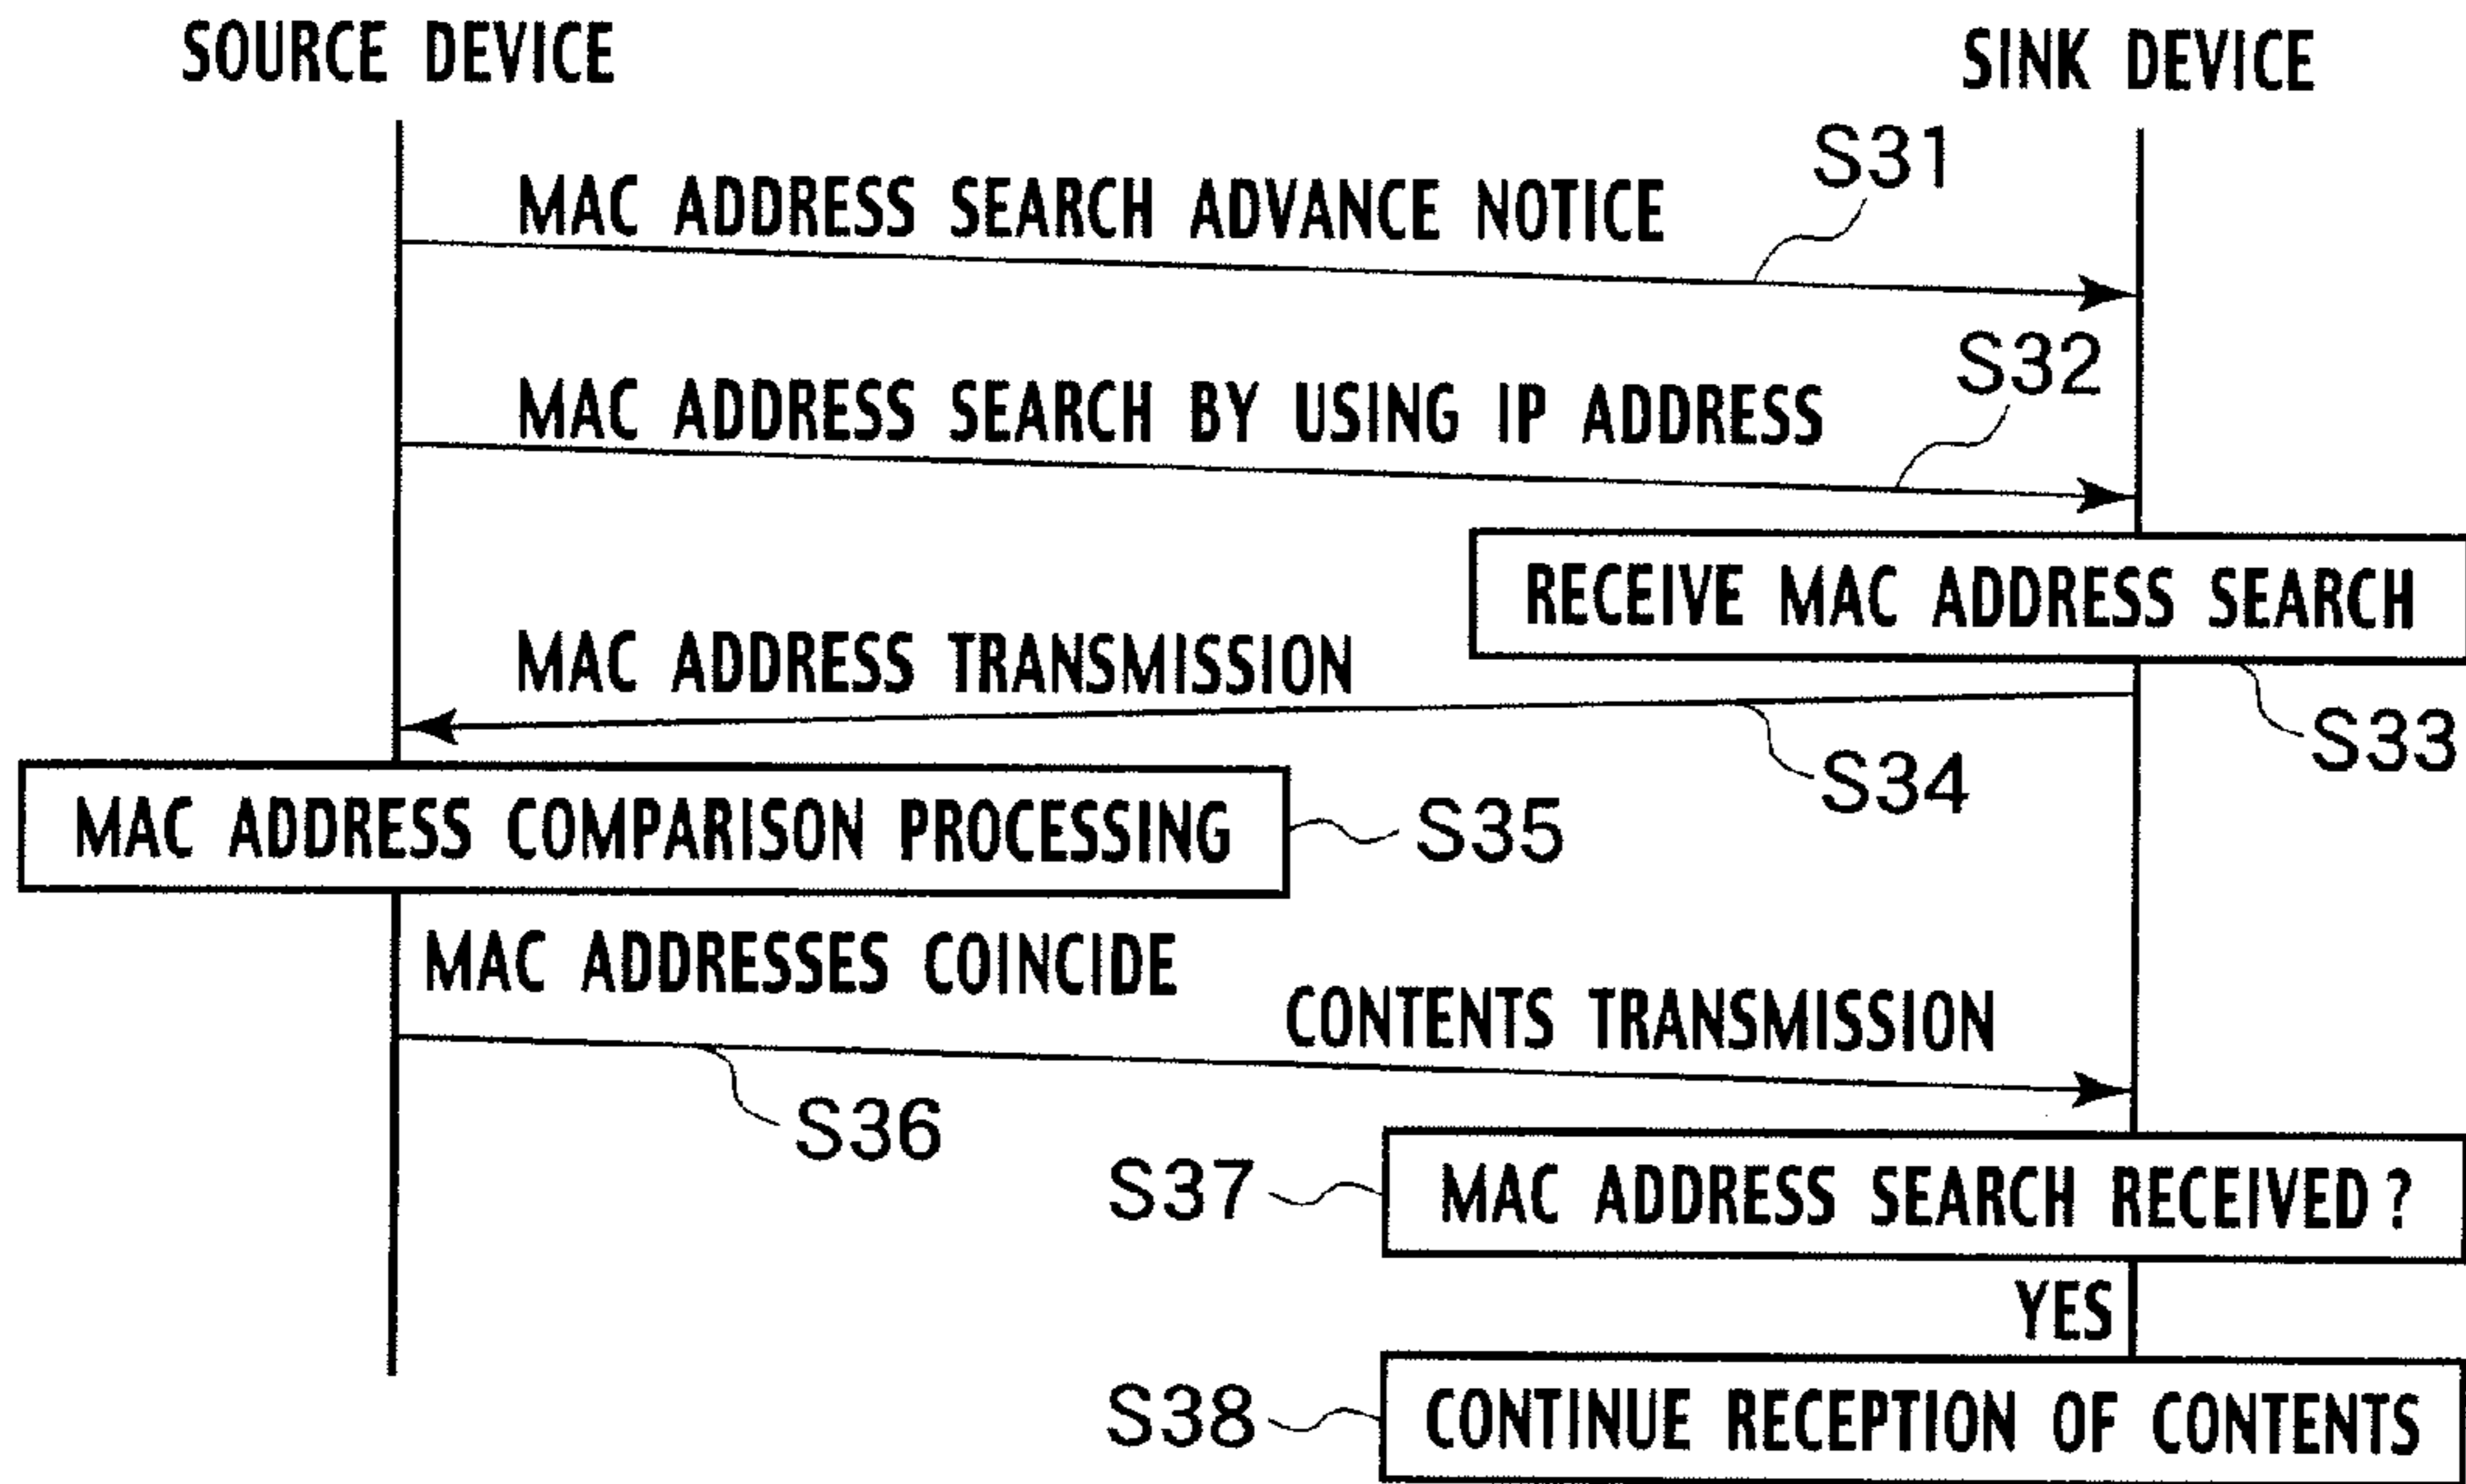 SOURCE DEVICE
SINK DEVICE
S31
MAC ADDRESS SEARCH ADVANCE NOTICE
S32
MAC ADDRESS SEARCH BY USING IP ADDRESS
RECEIVE MAC ADDRESS SEARCH
MAC ADDRESS TRANSMISSION
S33
S34
MAC ADDRESS COMPARISON PROCESSING
S35
MAC ADDRESSES COINCIDE
CONTENTS TRANSMISSION
S36
S37
MAC ADDRESS SEARCH RECEIVED?
YES
S38
CONTINUE RECEPTION OF CONTENTS